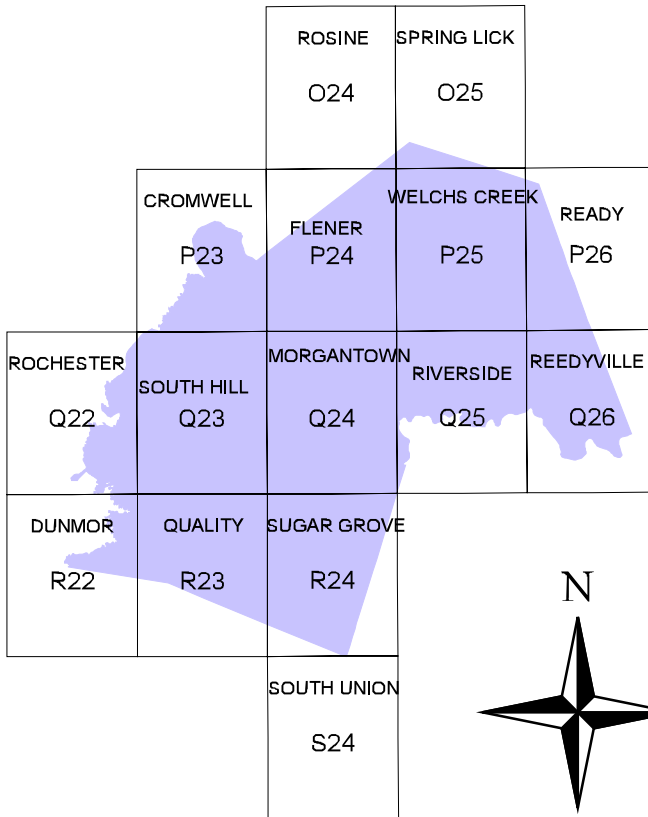 ROSINE
O24
SPRING LICK
O25
CROMWELL
P23
FLENER
P24
WELCHS CREEK
P25
READY
P26
ROCHESTER
Q22
SOUTH HILL
Q23
MORGANTOWN
Q24
RIVERSIDE
Q25
REEDYVILLE
Q26
DUNMOR
R22
QUALITY
R23
SUGAR GROVE
R24
SOUTH UNION
S24
N